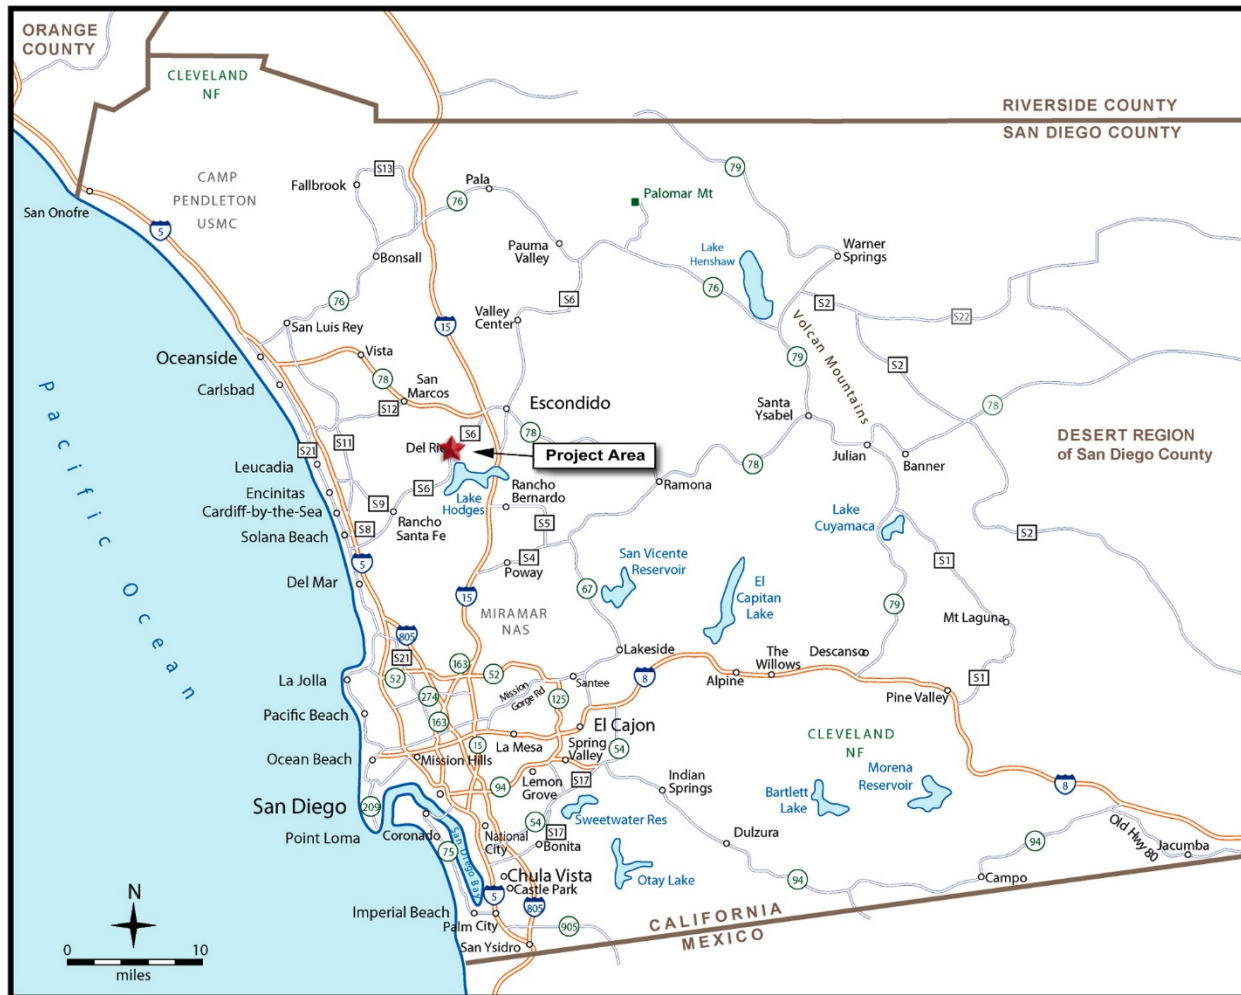 ORANGE
COUNTY
CLEVELAND
NF
RIVERSIDE COUNTY
SAN DIEGO COUNTY
CAMP
PENDLETON
USMC
San Onofre
5
Fallbrook
S13
Pala
76
Palomar Mt
79
Bonsall
Pauma
Valley
Lake
Henshaw
Warner
Springs
76
76
S6
S2
S22
San Luis Rey
15
Valley
Center
Volcan Mountains
79
S2
Oceanside
Vista
78
Carlsbad
San
Marcos
S12
Escondido
Santa
Ysabel
78
Pacific Ocean
S11
S21
Del Rio
S6
78
Project Area
Julian
Banner
DESERT REGION
of San Diego County
Leucadia
78
Encinitas
S9
S6
Lake
Hodges
Rancho
Bernardo
Ramona
Cardiff-by-the-Sea
S8
Rancho
Santa Fe
S5
Lake
Cuyamaca
Solana Beach
S2
5
S4
Poway
San Vicente
Reservoir
S1
Del Mar
15
67
El
Capitan
Lake
79
MIRAMAR
NAS
Mt Laguna
805
S21
163
52
52
Lakeside
The
Willows
Descanso
La Jolla
274
Mission
Gorge Rd
Santee
8
Alpine
S1
Pine Valley
125
Pacific Beach
163
El Cajon
15
La Mesa
Spring
Valley
54
CLEVELAND
NF
Ocean Beach
Mission Hills
Lemon
Grove
S17
94
Indian
Springs
Bartlett
Lake
Morena
Reservoir
8
San Diego
209
Sweetwater Res
Point Loma
Coronado
San Diego Bay
National
City
54
S17
Bonita
Dulzura
94
Old Hwy 80
Jacumba
75
Chula Vista
Castle Park
Otay Lake
94
Campo
5
805
Imperial Beach
Palm City
905
San Ysidro
CALIFORNIA
MEXICO
N
0 10
miles